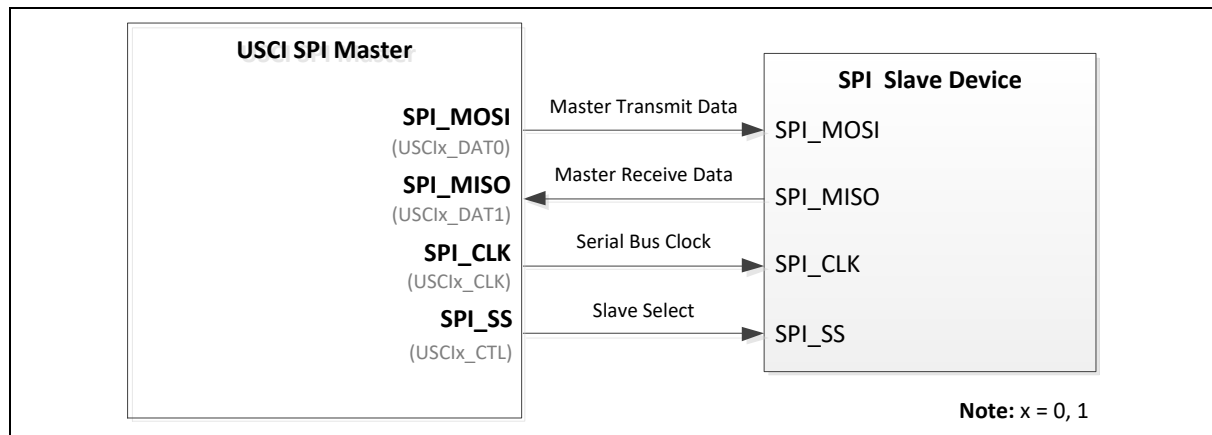 USCI SPI Master
SPI Slave Device
SPI_MOSI
(USCIx_DAT0)
Master Transmit Data
SPI_MOSI
SPI_MISO
(USCIx_DAT1)
Master Receive Data
SPI_MISO
SPI_CLK
(USCIx_CLK)
Serial Bus Clock
SPI_CLK
SPI_SS
(USCIx_CTL)
Slave Select
SPI_SS
Note: x = 0, 1